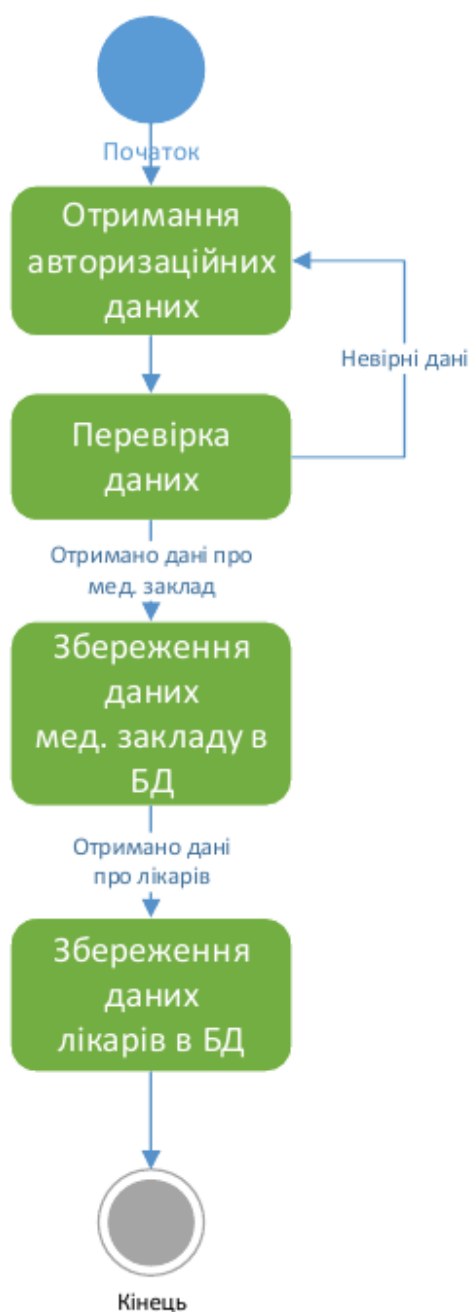 Початок
Отримання
авторизаційних
даних
Невірні дані
Перевірка
даних
Отримано дані про
мед. заклад
Збереження
даних
мед. закладу в
БД
Отримано дані
про лікарів
Збереження
даних
лікарів в БД
Кінець